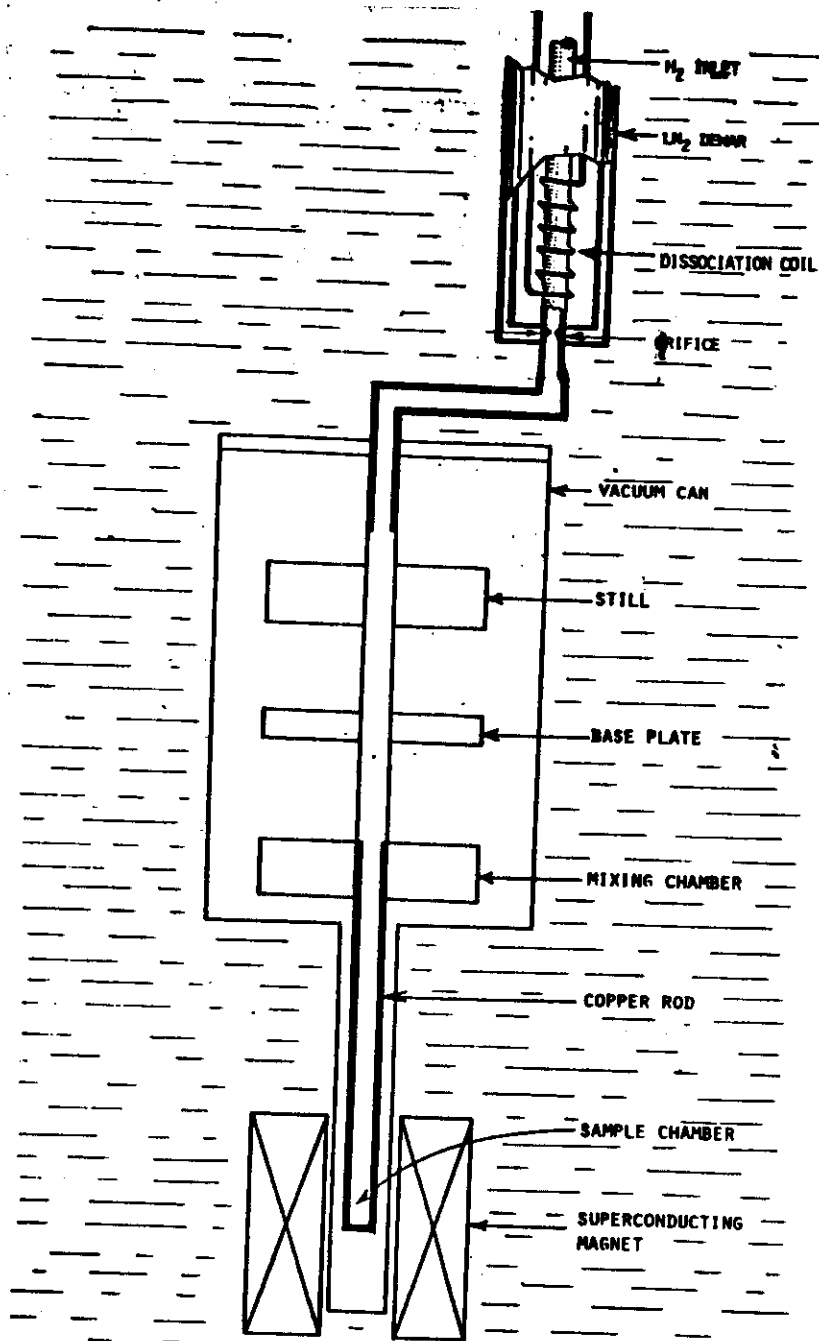 H₂ INLET
LN₂ DEWAR
DISSOCIATION COIL
ORIFICE
VACUUM CAN
STILL
BASE PLATE
MIXING CHAMBER
COPPER ROD
SAMPLE CHAMBER
SUPERCONDUCTING
MAGNET